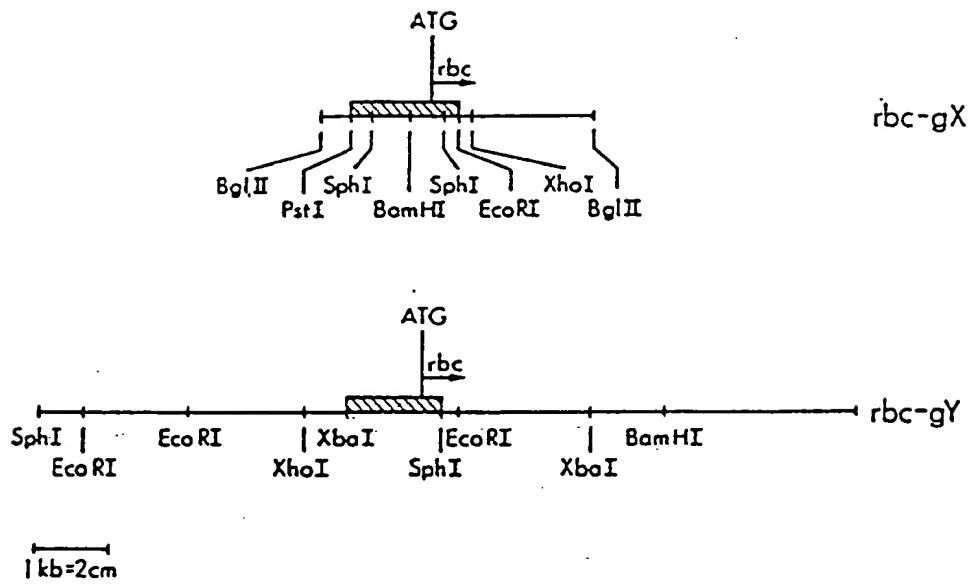 ATG
rbc
rbc-gX
BglII
SphI
SphI
XhoI
PstI
BamHI
EcoRI
BglII
ATG
rbc
rbc-gY
SphI
EcoRI
XbaI
EcoRI
BamHI
EcoRI
XhoI
SphI
XbaI
1 kb=2cm